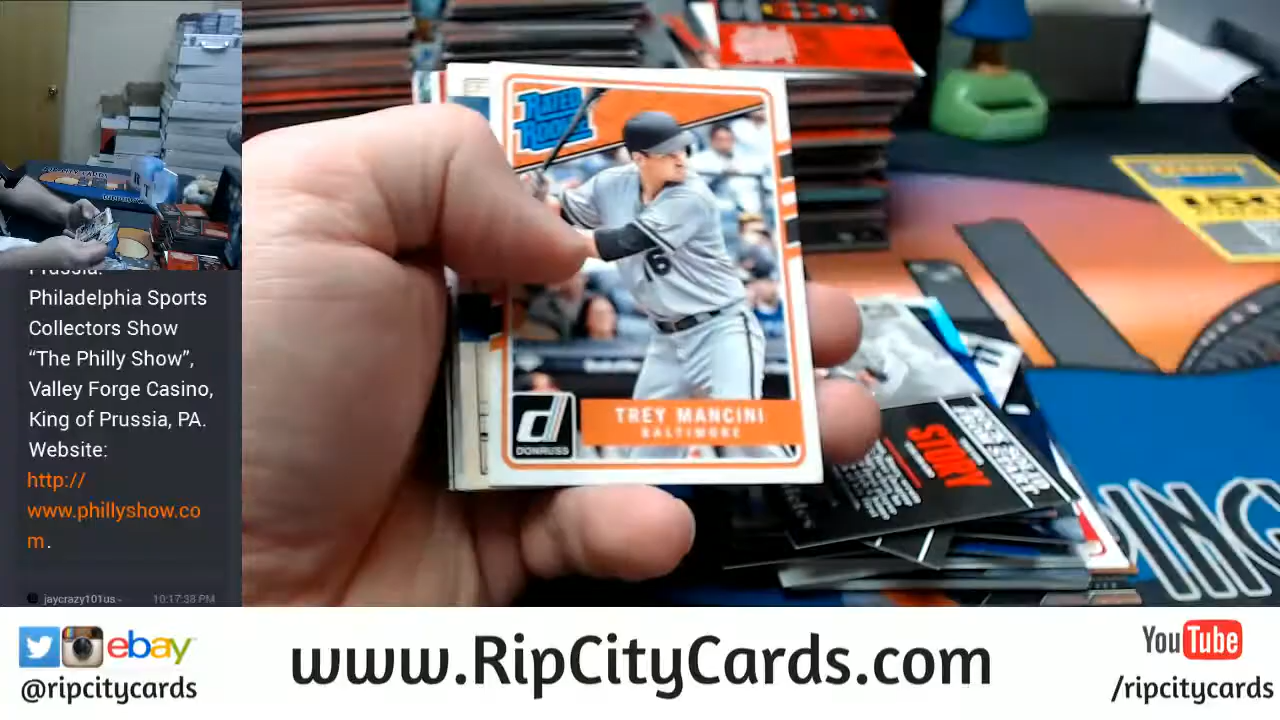 RATED
ROOKIE
16
TREY MANCINI
BALTIMORE
d
DONRUSS
STORY
Prussia.
Philadelphia Sports
Collectors Show
“The Philly Show”,
Valley Forge Casino,
King of Prussia, PA.
Website:
http://
www.phillyshow.co
m.
jaycrazy101us
10:17:38 PM
ebay
@ripcitycards
www.RipCityCards.com
YouTube
/ripcitycards